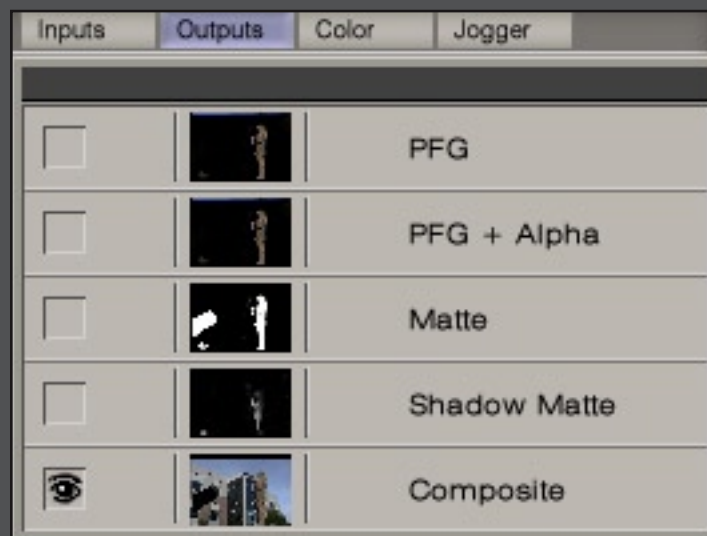 Inputs Outputs Color Jogger
PFG
PFG + Alpha
Matte
Shadow Matte
Composite